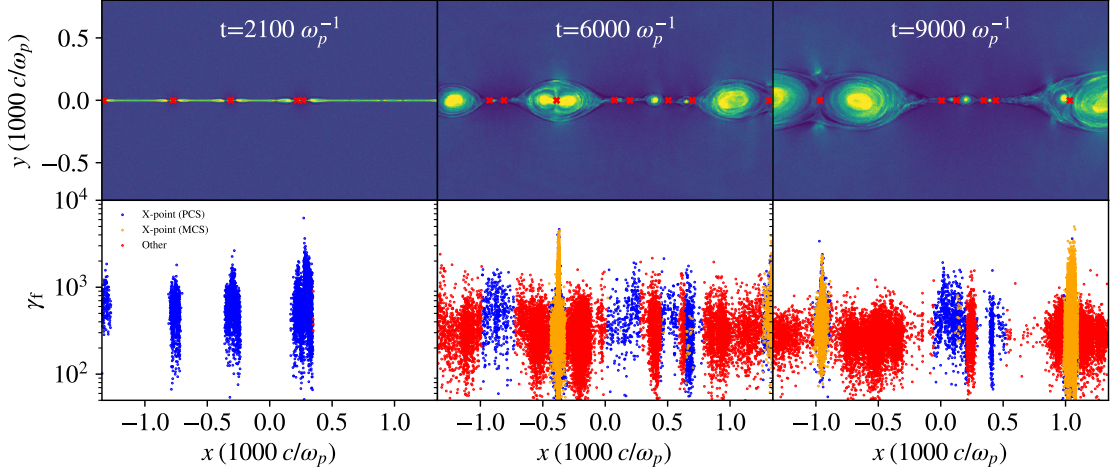 t=2100 ω_p^{-1}
t=6000 ω_p^{-1}
t=9000 ω_p^{-1}
y (1000 c/ω_p)
0.5
0.0
−0.5
10^4
10^3
10^2
γ_f
X-point (PCS)
X-point (MCS)
Other
−1.0 −0.5 0.0 0.5 1.0
−1.0 −0.5 0.0 0.5 1.0
−1.0 −0.5 0.0 0.5 1.0
x (1000 c/ω_p)
x (1000 c/ω_p)
x (1000 c/ω_p)